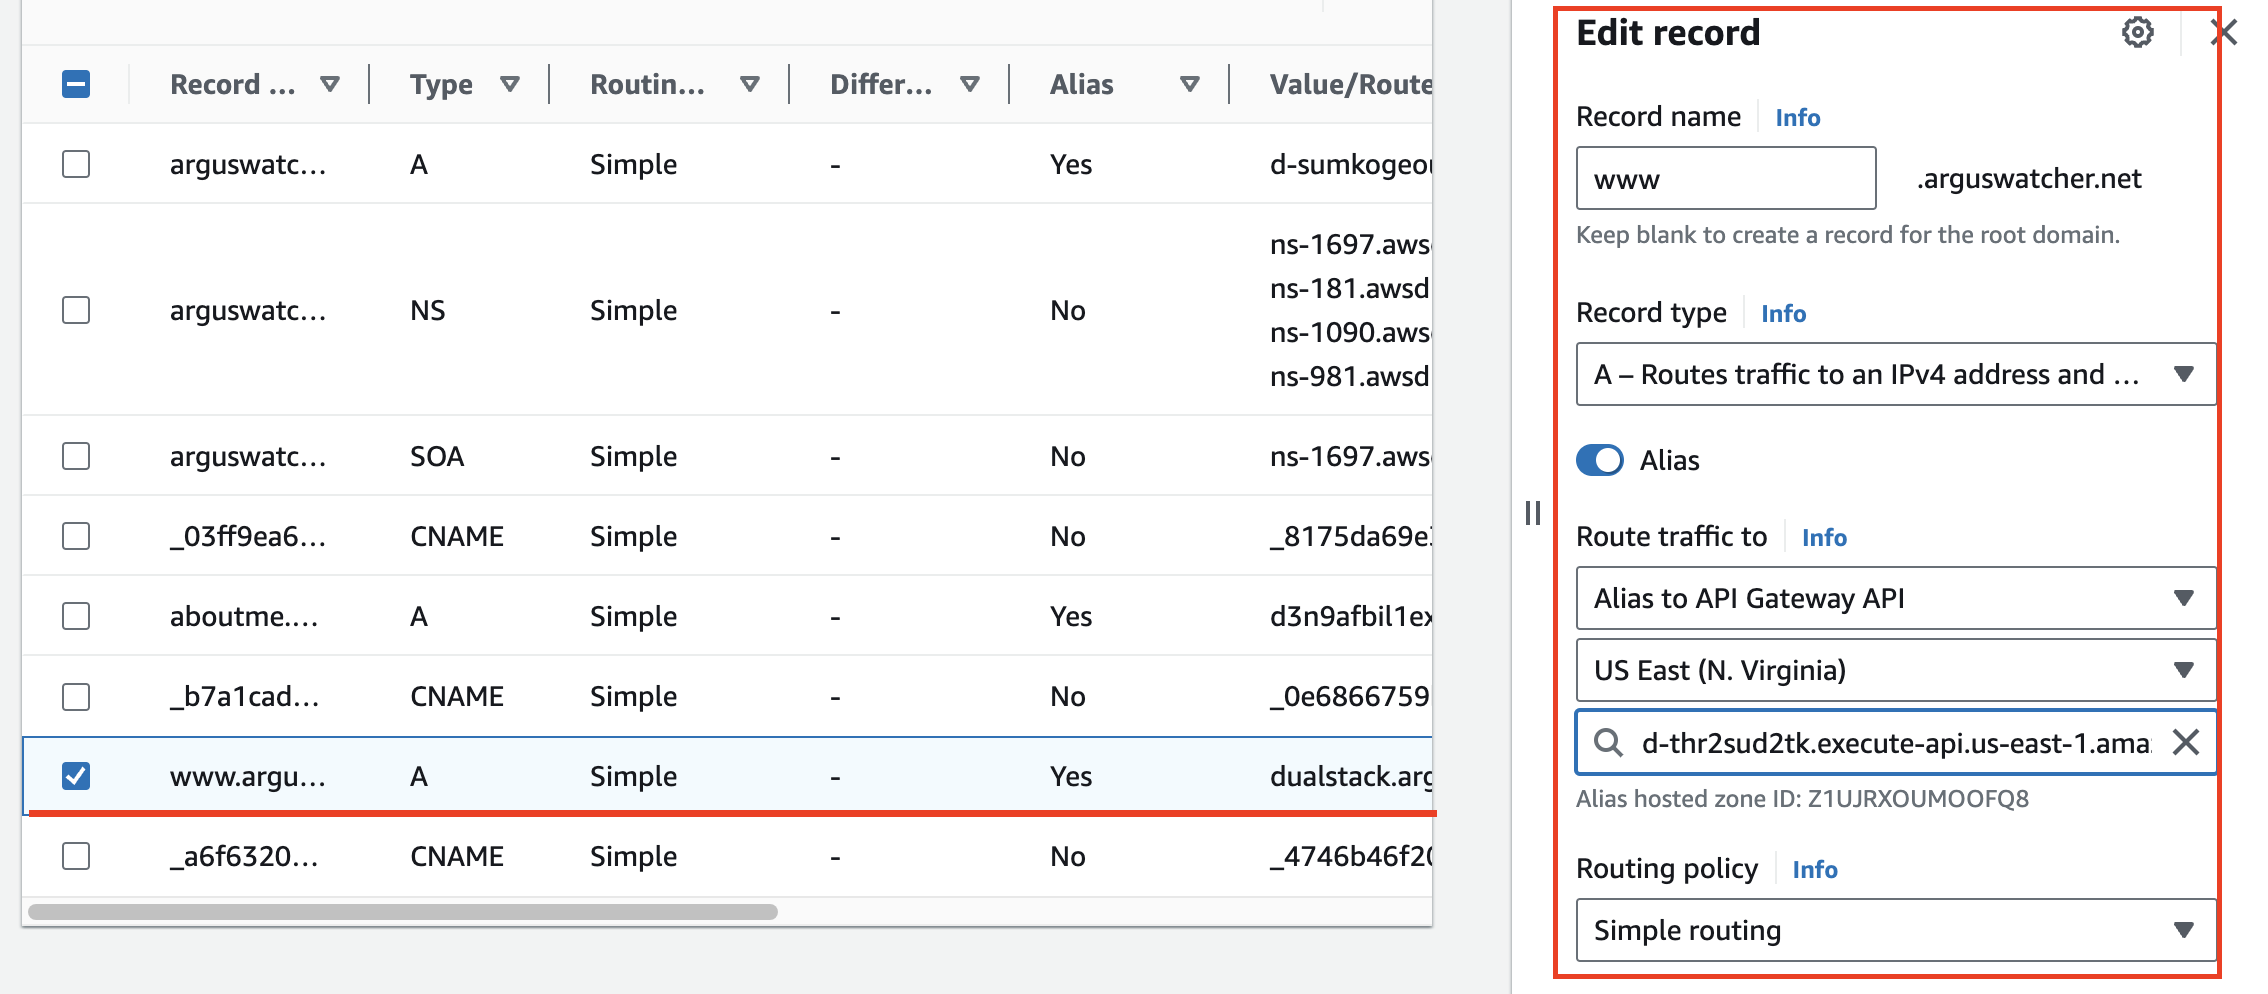 Record ... Type Routin... Differ... Alias Value/Route
arguswatc... A Simple - Yes d-sumkogeou
ns-1697.aws
ns-181.awsd
arguswatc... NS Simple - No
ns-1090.aws
ns-981.awsd
arguswatc... SOA Simple - No ns-1697.aws
_03ff9ea6... CNAME Simple - No _8175da69e3
aboutme.... A Simple - Yes d3n9afbil1ex
_b7a1cad... CNAME Simple - No _0e6866759
www.argu... A Simple - Yes dualstack.arg
_a6f6320... CNAME Simple - No _4746b46f20
Edit record
Record name Info
www .arguswatcher.net
Keep blank to create a record for the root domain.
Record type Info
A – Routes traffic to an IPv4 address and ...
Alias
Route traffic to Info
Alias to API Gateway API
US East (N. Virginia)
d-thr2sud2tk.execute-api.us-east-1.ama
Alias hosted zone ID: Z1UJRXOUMOOFQ8
Routing policy Info
Simple routing